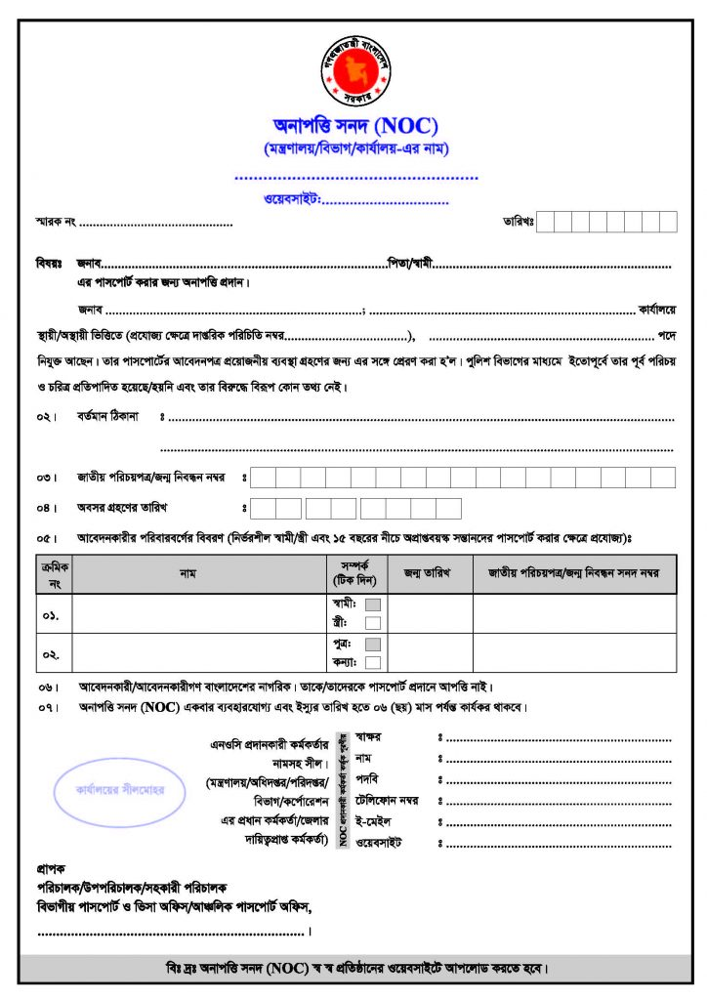 গণপ্রজাতন্ত্রী বাংলাদেশ
সরকার
অনাপত্তি সনদ (NOC)
(মন্ত্রণালয়/বিভাগ/কার্যালয়-এর নাম)
....................................................
ওয়েবসাইট:................................
স্মারক নং ............................................. তারিখঃ
বিষয়ঃ জনাব..............................................................................পিতা/স্বামী..................................................................
এর পাসপোর্ট করার জন্য অনাপত্তি প্রদান।
জনাব ......................................................................; ......................................................................... কার্যালয়ে
স্থায়ী/অস্থায়ী ভিত্তিতে (প্রযোজ্য ক্ষেত্রে দাপ্তরিক পরিচিতি নম্বর..................................), .............................................................. পদে
নিযুক্ত আছেন। তার পাসপোর্টের আবেদনপত্র প্রয়োজনীয় ব্যবস্থা গ্রহণের জন্য এর সঙ্গে প্রেরণ করা হ'ল। পুলিশ বিভাগের মাধ্যমে ইতোপূর্বে তার পূর্ব পরিচয়
ও চরিত্র প্রতিপাদিত হয়েছে/হয়নি এবং তার বিরুদ্ধে বিরূপ কোন তথ্য নেই।
০২। বর্তমান ঠিকানা ঃ ..........................................................................................................................................
..........................................................................................................................................
০৩। জাতীয় পরিচয়পত্র/জন্ম নিবন্ধন নম্বর ঃ
০৪। অবসর গ্রহণের তারিখ ঃ
০৫। আবেদনকারীর পরিবারবর্গের বিবরণ (নির্ভরশীল স্বামী/স্ত্রী এবং ১৫ বছরের নীচে অপ্রাপ্তবয়স্ক সন্তানদের পাসপোর্ট করার ক্ষেত্রে প্রযোজ্য)ঃ
ক্রমিক নং নাম সম্পর্ক (টিক দিন) জন্ম তারিখ জাতীয় পরিচয়পত্র/জন্ম নিবন্ধন সনদ নম্বর
০১. স্বামী:
স্ত্রী:
০২. পুত্র:
কন্যা:
০৬। আবেদনকারী/আবেদনকারীগণ বাংলাদেশের নাগরিক। তাকে/তাদেরকে পাসপোর্ট প্রদানে আপত্তি নাই।
০৭। অনাপত্তি সনদ (NOC) একবার ব্যবহারযোগ্য এবং ইস্যুর তারিখ হতে ০৬ (ছয়) মাস পর্যন্ত কার্যকর থাকবে।
কার্যালয়ের সীলমোহর
এনওসি প্রদানকারী কর্মকর্তার
নামসহ সীল।
(মন্ত্রণালয়/অধিদপ্তর/পরিদপ্তর/
বিভাগ/কর্পোরেশন
এর প্রধান কর্মকর্তা/জেলার
দায়িত্বপ্রাপ্ত কর্মকর্তা)
NOC প্রদানকারী কর্মকর্তা কর্তৃক পূরণীয়
স্বাক্ষর ঃ ..............................................................
নাম ঃ ..............................................................
পদবি ঃ ..............................................................
টেলিফোন নম্বর ঃ ..............................................................
ই-মেইল ঃ ..............................................................
ওয়েবসাইট ঃ ..............................................................
প্রাপক
পরিচালক/উপপরিচালক/সহকারী পরিচালক
বিভাগীয় পাসপোর্ট ও ভিসা অফিস/আঞ্চলিক পাসপোর্ট অফিস,
......................................................................।
বিঃ দ্রঃ অনাপত্তি সনদ (NOC) স্ব স্ব প্রতিষ্ঠানের ওয়েবসাইটে আপলোড করতে হবে।